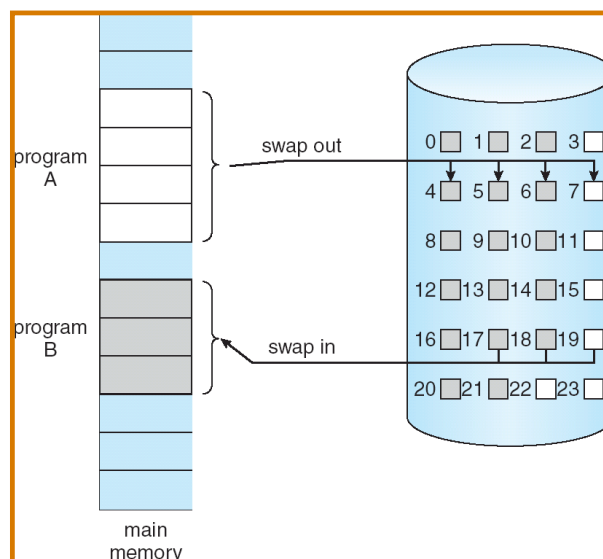 program
A
swap out
0 1 2 3
4 5 6 7
8 9 10 11
12 13 14 15
program
B
swap in
16 17 18 19
20 21 22 23
main
memory